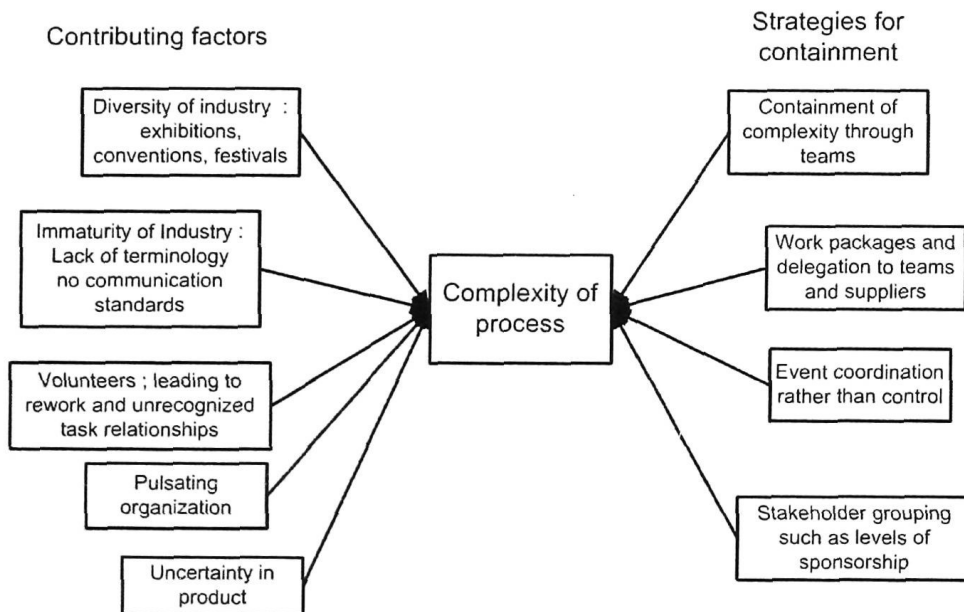 Contributing factors
Diversity of industry :
exhibitions,
conventions, festivals
Immaturity of Industry :
Lack of terminology
no communication
standards
Volunteers ; leading to
rework and unrecognized
task relationships
Pulsating
organization
Uncertainty in
product
Complexity of
process
Strategies for
containment
Containment of
complexity through
teams
Work packages and
delegation to teams
and suppliers
Event coordination
rather than control
Stakeholder grouping
such as levels of
sponsorship